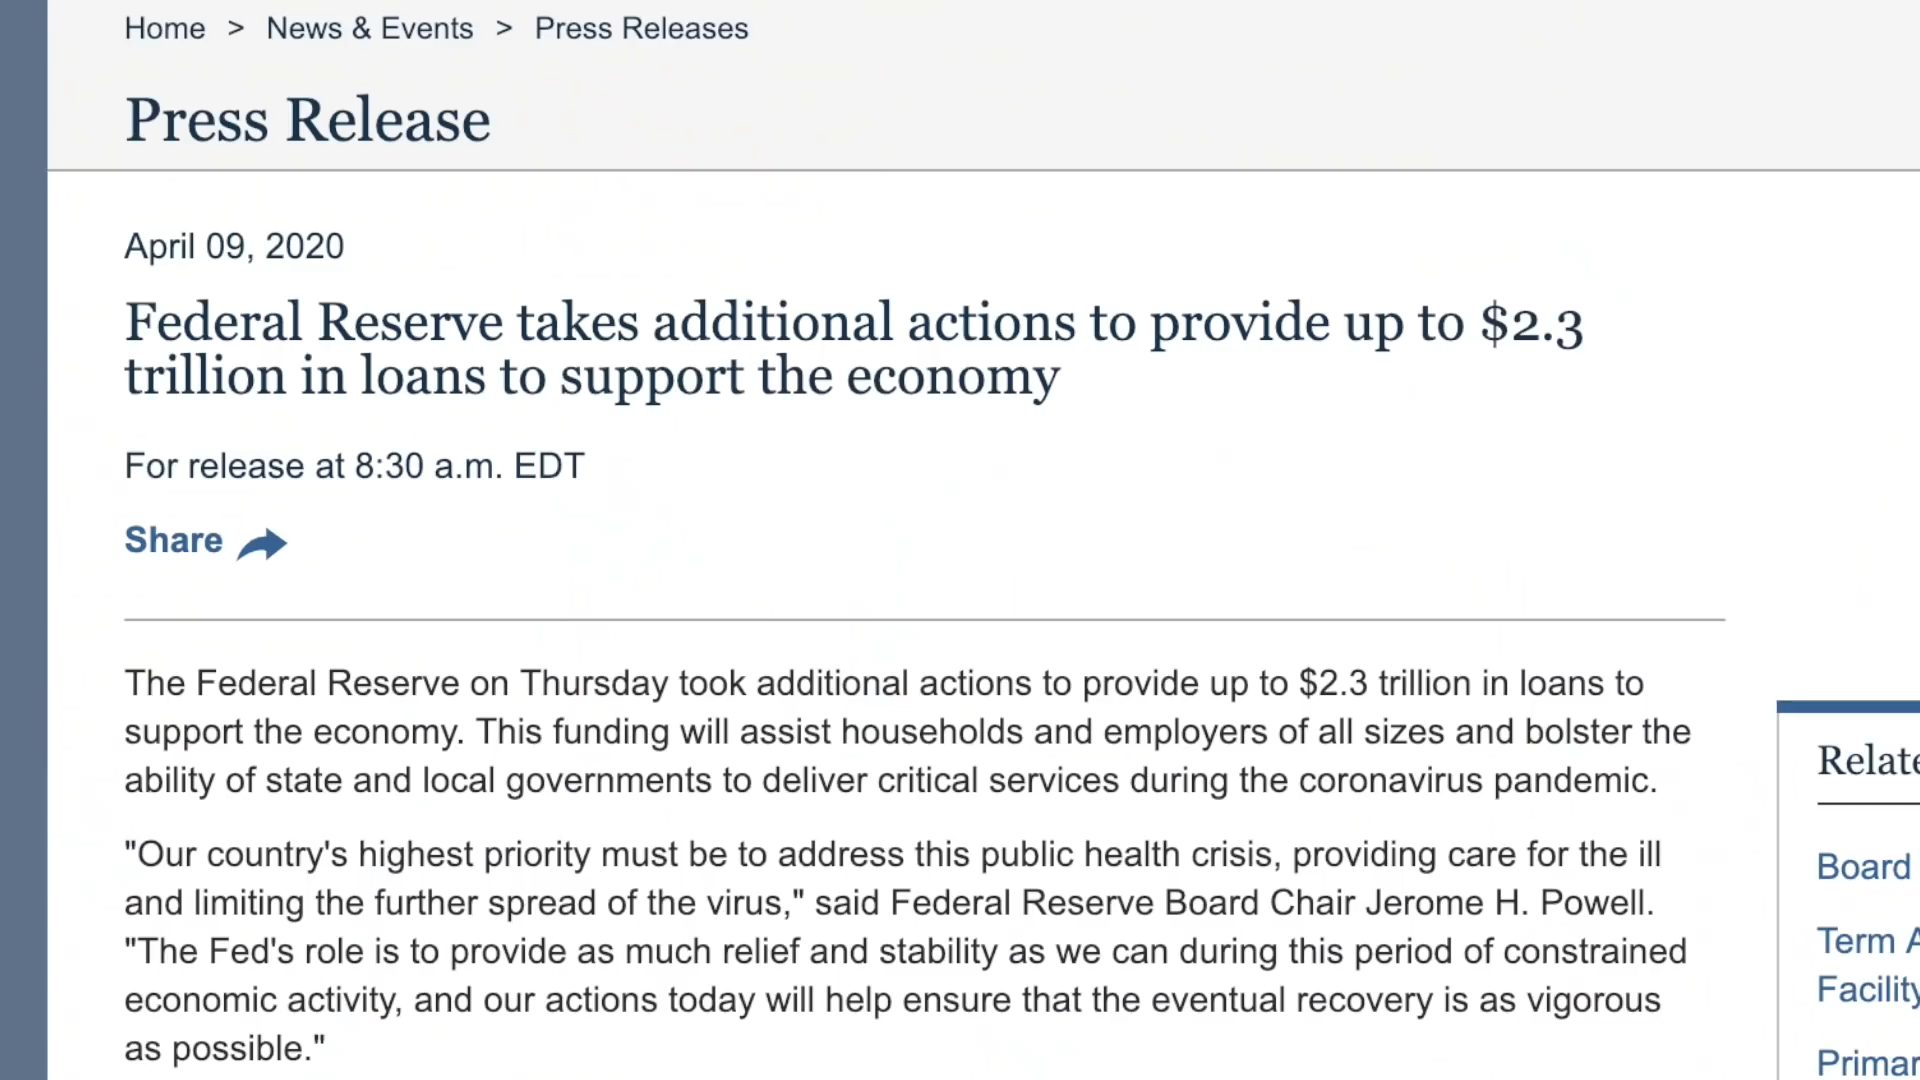 Home > News & Events > Press Releases
Press Release
April 09, 2020
Federal Reserve takes additional actions to provide up to $2.3
trillion in loans to support the economy
For release at 8:30 a.m. EDT
Share
The Federal Reserve on Thursday took additional actions to provide up to $2.3 trillion in loans to
support the economy. This funding will assist households and employers of all sizes and bolster the
ability of state and local governments to deliver critical services during the coronavirus pandemic.
"Our country's highest priority must be to address this public health crisis, providing care for the ill
and limiting the further spread of the virus," said Federal Reserve Board Chair Jerome H. Powell.
"The Fed's role is to provide as much relief and stability as we can during this period of constrained
economic activity, and our actions today will help ensure that the eventual recovery is as vigorous
as possible."
Board
Term